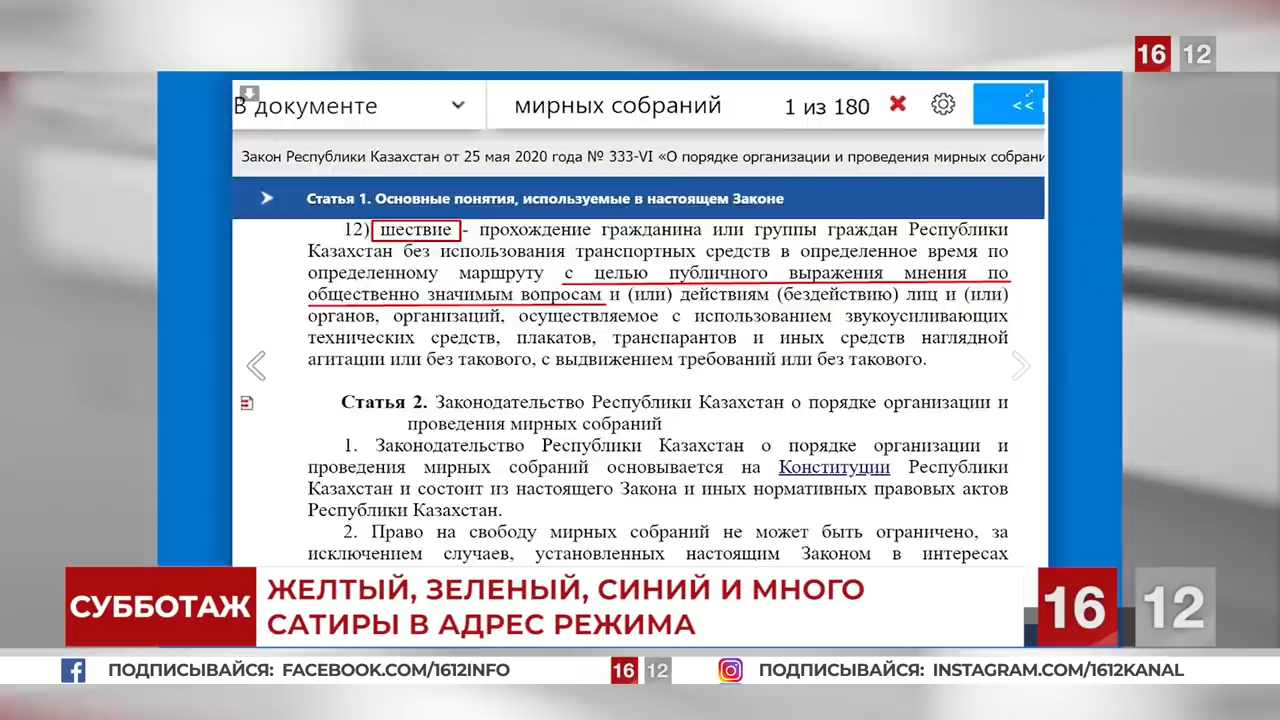 16 12
В документе
мирных собраний
1 из 180
<<
Закон Республики Казахстан от 25 мая 2020 года № 333-VI «О порядке организации и проведения мирных собрани
Статья 1. Основные понятия, используемые в настоящем Законе
12) шествие - прохождение гражданина или группы граждан Республики
Казахстан без использования транспортных средств в определенное время по
определенному маршруту с целью публичного выражения мнения по
общественно значимым вопросам и (или) действиям (бездействию) лиц и (или)
органов, организаций, осуществляемое с использованием звукоусиливающих
технических средств, плакатов, транспарантов и иных средств наглядной
агитации или без такового, с выдвижением требований или без такового.
Статья 2. Законодательство Республики Казахстан о порядке организации и
проведения мирных собраний
1. Законодательство Республики Казахстан о порядке организации и
проведения мирных собраний основывается на Конституции Республики
Казахстан и состоит из настоящего Закона и иных нормативных правовых актов
Республики Казахстан.
2. Право на свободу мирных собраний не может быть ограничено, за
исключением случаев, установленных настоящим Законом в интересах
СУББОТАЖ
ЖЕЛТЫЙ, ЗЕЛЕНЫЙ, СИНИЙ И МНОГО
САТИРЫ В АДРЕС РЕЖИМА
16 12
ПОДПИСЫВАЙСЯ: FACEBOOK.COM/1612INFO
16 12
ПОДПИСЫВАЙСЯ: INSTAGRAM.COM/1612KANAL